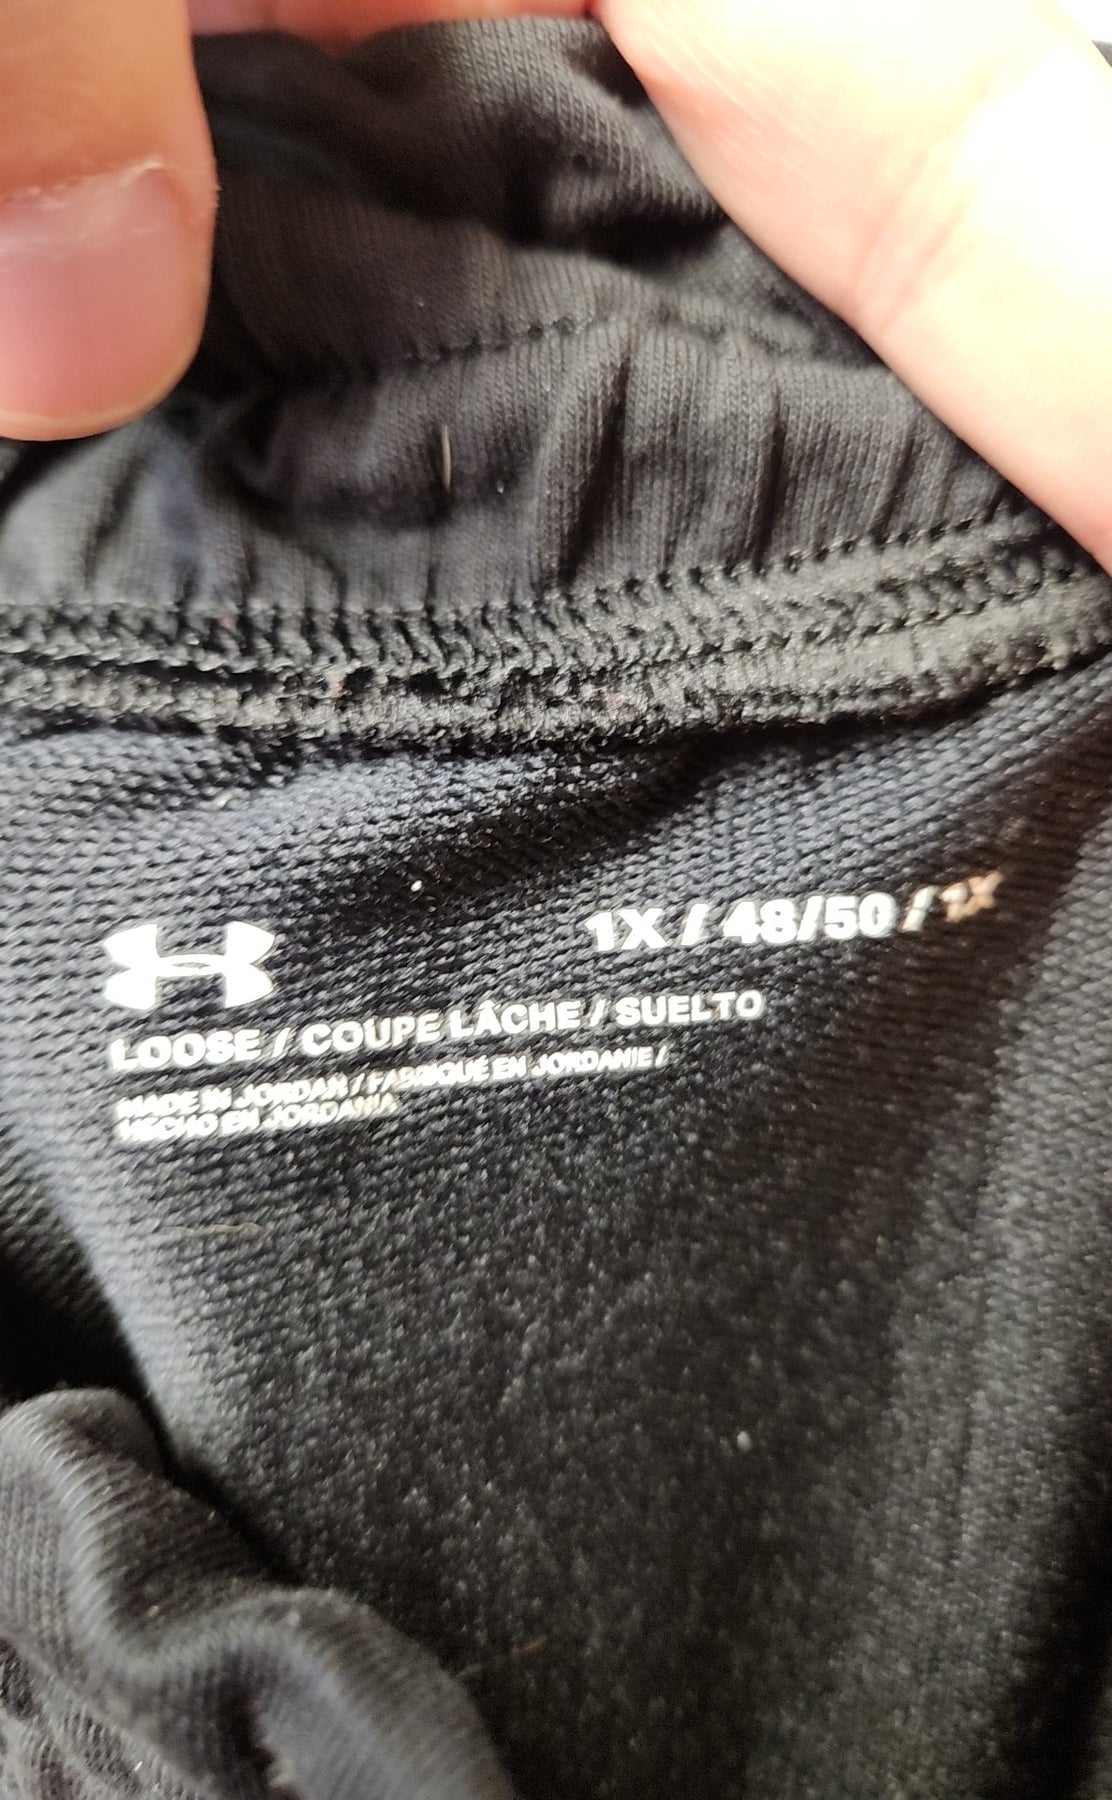 1X / 48/50 / 1X
LOOSE / COUPE LÂCHE / SUELTO
MADE IN JORDAN / FABRIQUÉ EN JORDANIE /
HECHO EN JORDANIA